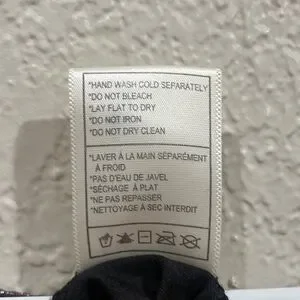 *HAND WASH COLD SEPARATELY
*DO NOT BLEACH
*LAY FLAT TO DRY
*DO NOT IRON
*DO NOT DRY CLEAN
*LAVER À LA MAIN SÉPARÉMENT
À FROID
*PAS D'EAU DE JAVEL
*SÉCHAGE À PLAT
*NE PAS REPASSER
*NETTOYAGE À SEC INTERDIT